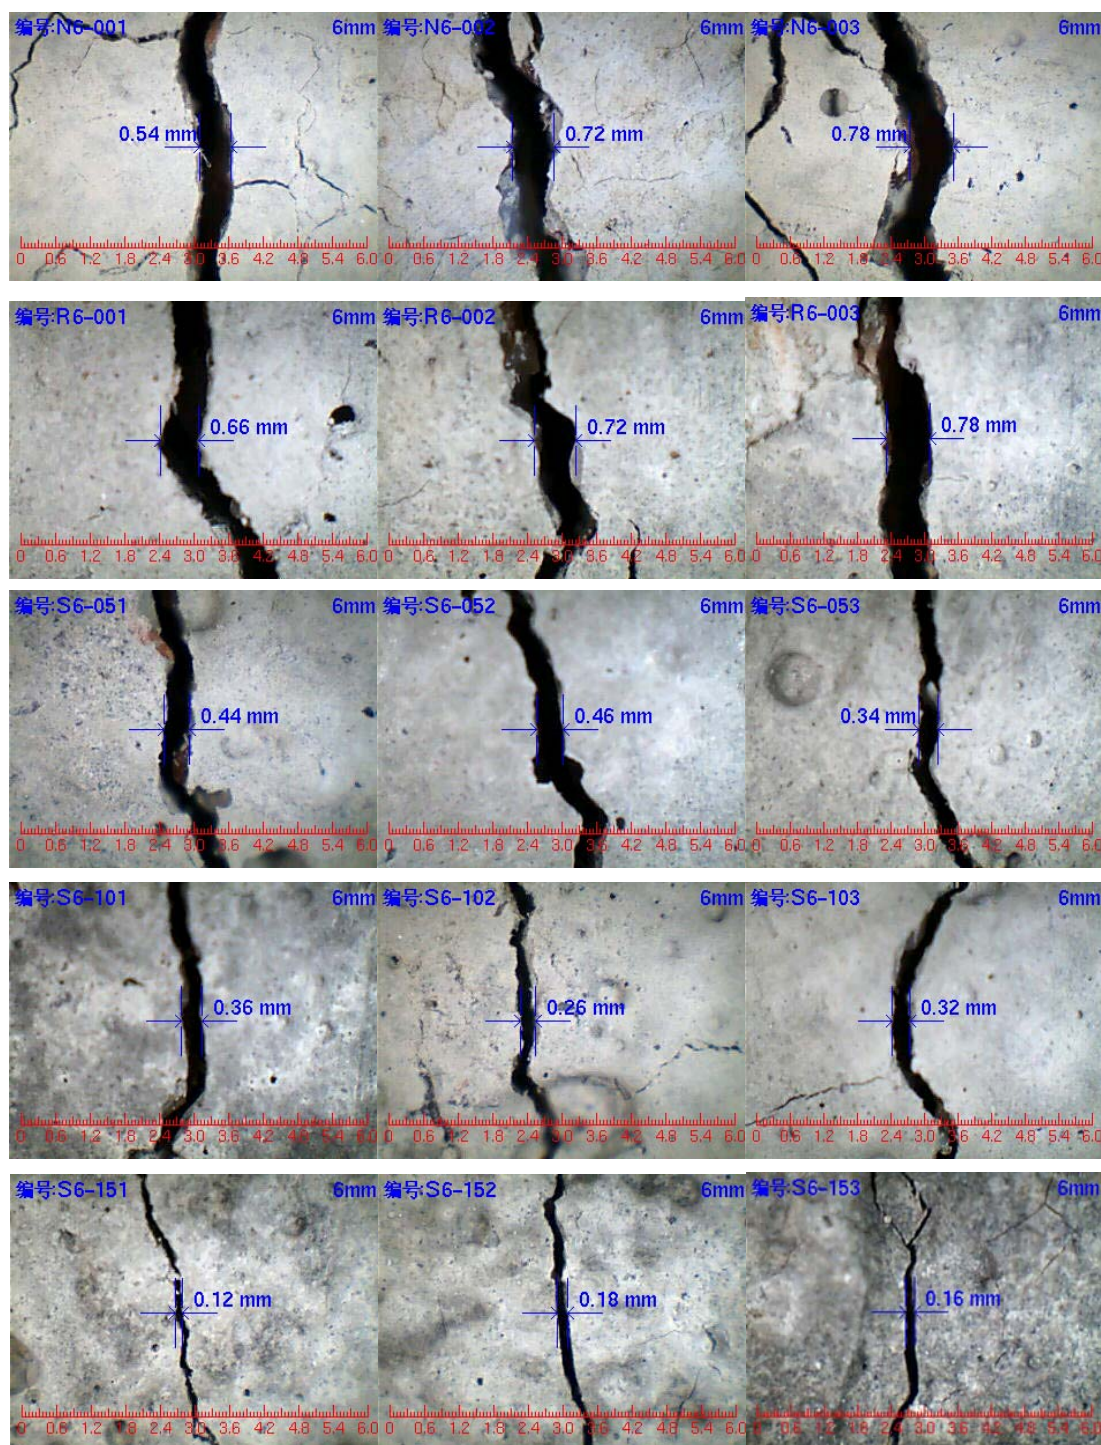 编号:N6-001 6mm
0.54 mm
0 0.6 1.2 1.8 2.4 3.0 3.6 4.2 4.8 5.4 6.0
编号:N6-002 6mm
0.72 mm
0 0.6 1.2 1.8 2.4 3.0 3.6 4.2 4.8 5.4 6.0
编号:N6-003 6mm
0.78 mm
0 0.6 1.2 1.8 2.4 3.0 3.6 4.2 4.8 5.4 6.0
编号:R6-001 6mm
0.66 mm
0 0.6 1.2 1.8 2.4 3.0 3.6 4.2 4.8 5.4 6.0
编号:R6-002 6mm
0.72 mm
0 0.6 1.2 1.8 2.4 3.0 3.6 4.2 4.8 5.4 6.0
编号:R6-003 6mm
0.78 mm
0 0.6 1.2 1.8 2.4 3.0 3.6 4.2 4.8 5.4 6.0
编号:S6-051 6mm
0.44 mm
0 0.6 1.2 1.8 2.4 3.0 3.6 4.2 4.8 5.4 6.0
编号:S6-052 6mm
0.46 mm
0 0.6 1.2 1.8 2.4 3.0 3.6 4.2 4.8 5.4 6.0
编号:S6-053 6mm
0.34 mm
0 0.6 1.2 1.8 2.4 3.0 3.6 4.2 4.8 5.4 6.0
编号:S6-101 6mm
0.36 mm
0 0.6 1.2 1.8 2.4 3.0 3.6 4.2 4.8 5.4 6.0
编号:S6-102 6mm
0.26 mm
0 0.6 1.2 1.8 2.4 3.0 3.6 4.2 4.8 5.4 6.0
编号:S6-103 6mm
0.32 mm
0 0.6 1.2 1.8 2.4 3.0 3.6 4.2 4.8 5.4 6.0
编号:S6-151 6mm
0.12 mm
0 0.6 1.2 1.8 2.4 3.0 3.6 4.2 4.8 5.4 6.0
编号:S6-152 6mm
0.18 mm
0 0.6 1.2 1.8 2.4 3.0 3.6 4.2 4.8 5.4 6.0
编号:S6-153 6mm
0.16 mm
0 0.6 1.2 1.8 2.4 3.0 3.6 4.2 4.8 5.4 6.0